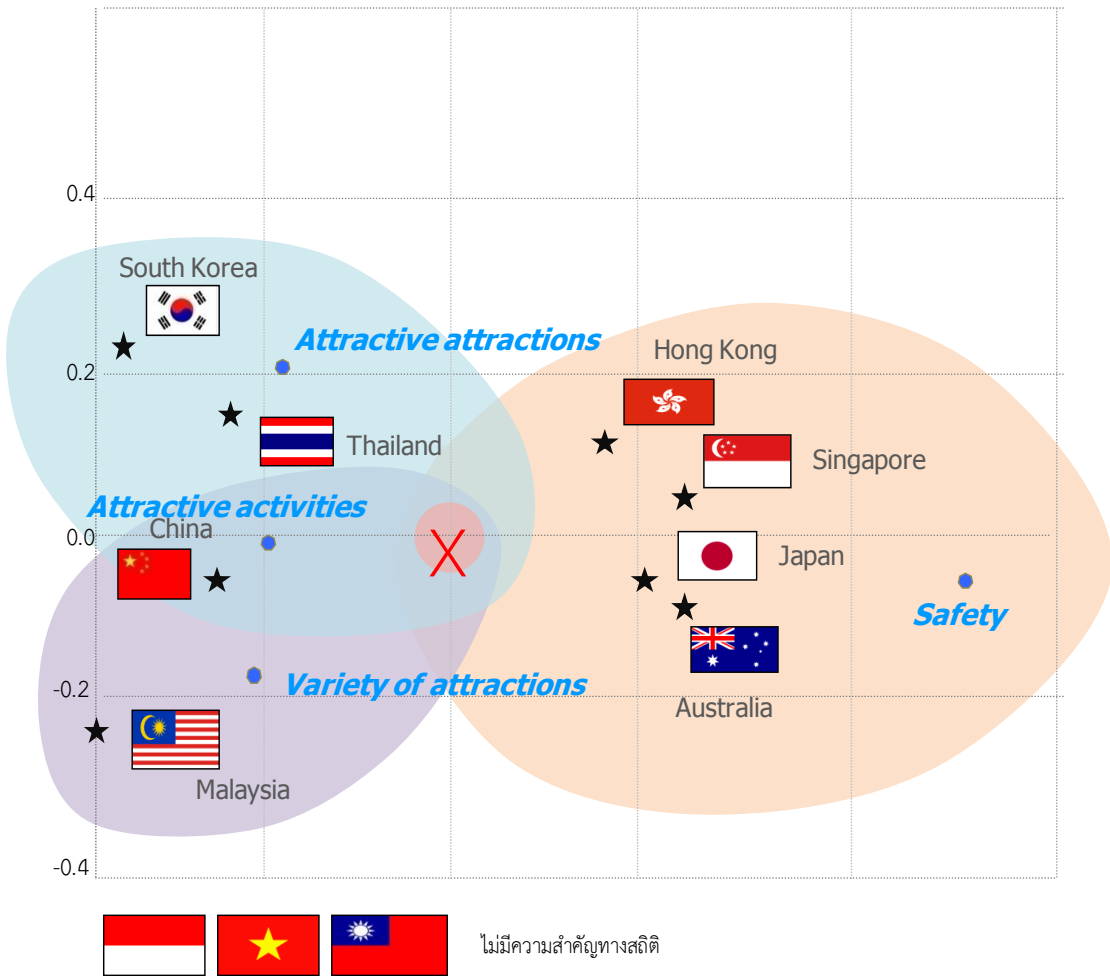 0.4
South Korea
Attractive attractions
Hong Kong
0.2
Thailand
Singapore
Attractive activities
China
0.0
X
Japan
Safety
Variety of attractions
-0.2
Australia
Malaysia
-0.4
ไม่มีความสำคัญทางสถิติ